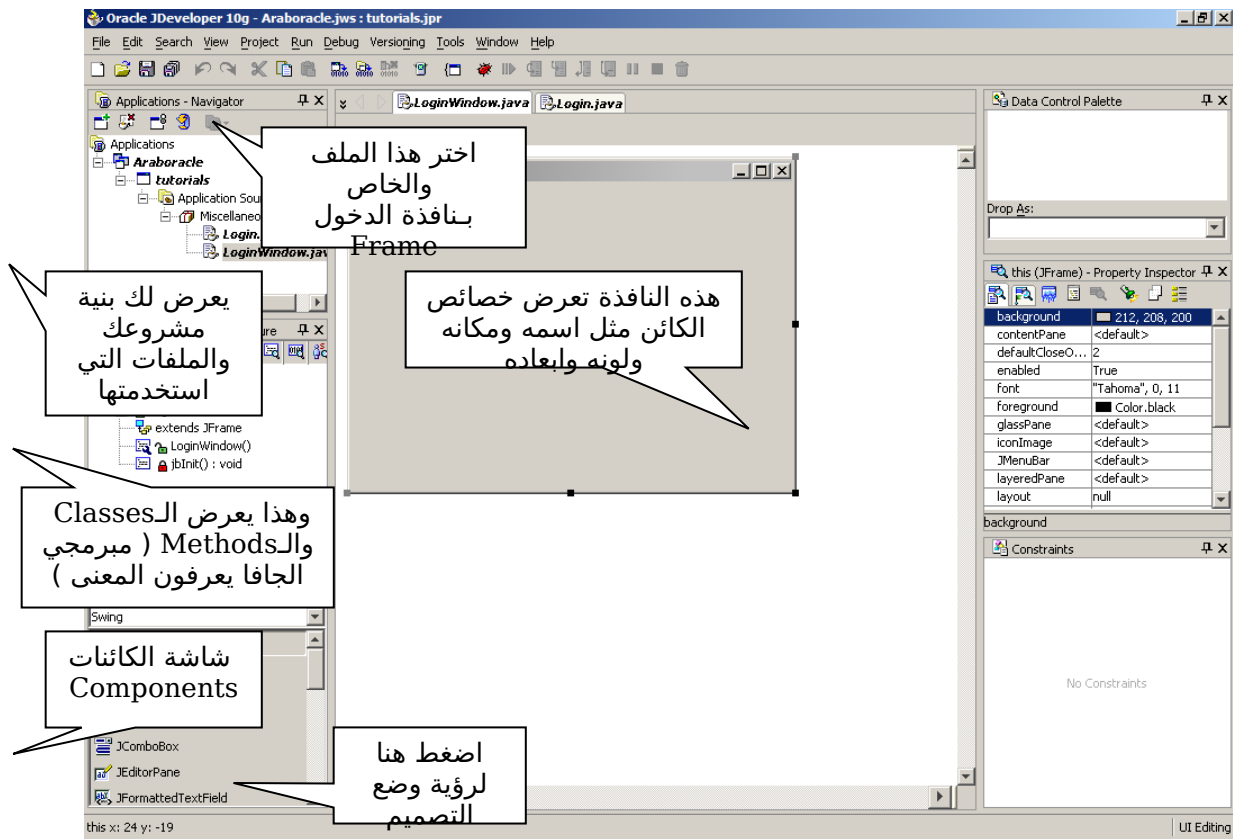 Oracle JDeveloper 10g - Araboracle.jws : tutorials.jpr
File Edit Search View Project Run Debug Versioning Tools Window Help
Applications - Navigator
LoginWindow.java
Login.java
Data Control Palette
Applications
Araboracle
tutorials
Application Sou
Miscellaneo
Login.
LoginWindow.jav
اختر هذا الملف
والخاص
بـنافذة الدخول
Frame
Drop As:
يعرض لك بنية
مشروعك
والملفات التي
استخدمتها
هذه النافذة تعرض خصائص
الكائن مثل اسمه ومكانه
ولونه وابعاده
this (JFrame) - Property Inspector
background 212, 208, 200
contentPane <default>
defaultCloseO... 2
enabled True
font "Tahoma", 0, 11
foreground Color.black
glassPane <default>
iconImage <default>
JMenuBar <default>
layeredPane <default>
layout null
background
ure
extends JFrame
LoginWindow()
jbInit() : void
وهذا يعرض الـClasses
والـMethods ( مبرمجي
الجافا يعرفون المعنى )
Constraints
No Constraints
Swing
شاشة الكائنات
Components
JComboBox
JEditorPane
JFormattedTextField
اضغط هنا
لرؤية وضع
التصميم
this x: 24 y: -19
UI Editing